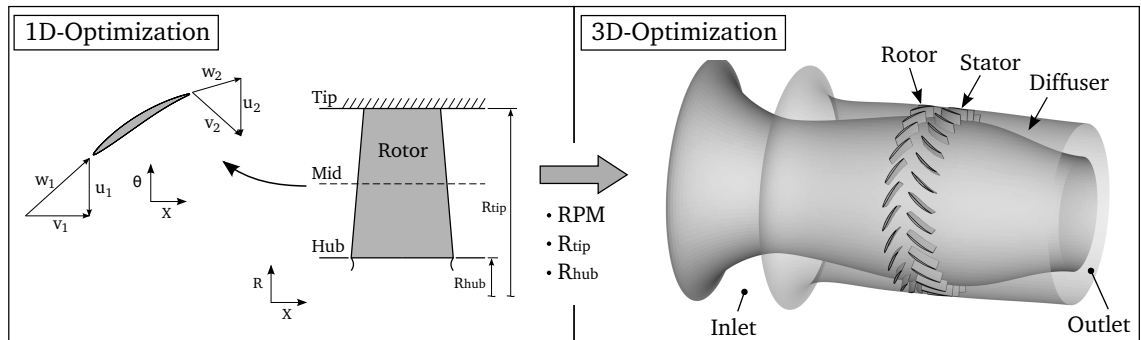 1D-Optimization
w2
u2
v2
w1
u1
v1
θ
X
Tip
Rotor
Mid
Hub
Rtip
Rhub
R
X
• RPM
• Rtip
• Rhub
3D-Optimization
Rotor
Stator
Diffuser
Inlet
Outlet